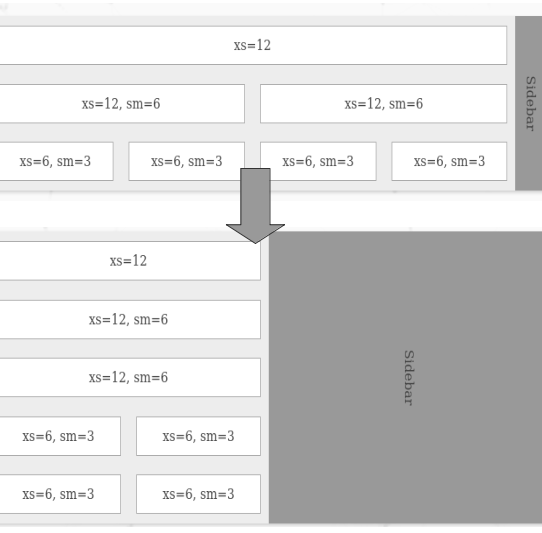 xs=12
xs=12, sm=6 xs=12, sm=6
xs=6, sm=3 xs=6, sm=3 xs=6, sm=3 xs=6, sm=3
Sidebar
xs=12
xs=12, sm=6
xs=12, sm=6
xs=6, sm=3 xs=6, sm=3
xs=6, sm=3 xs=6, sm=3
Sidebar